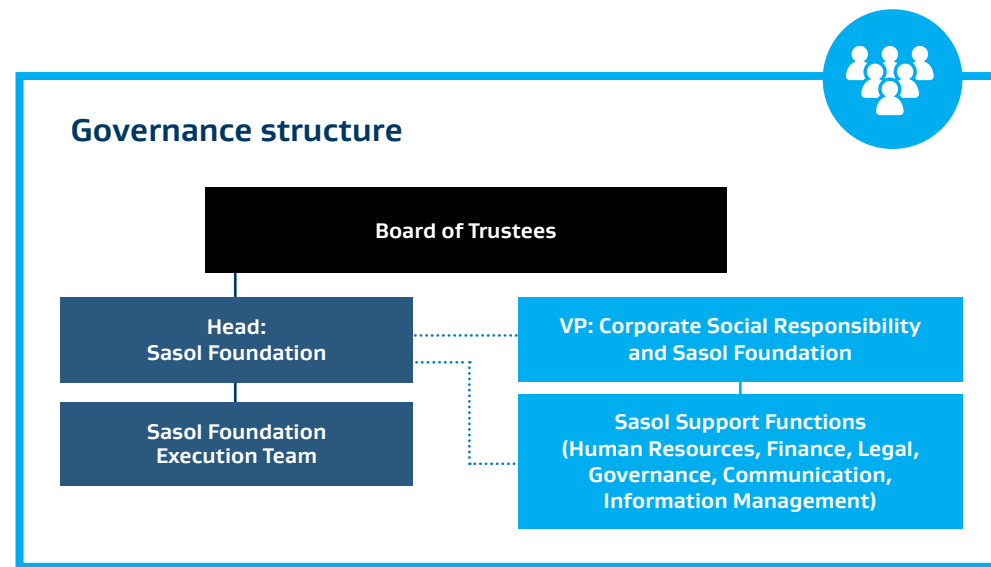 Governance structure
Board of Trustees
Head:
Sasol Foundation
VP: Corporate Social Responsibility
and Sasol Foundation
Sasol Foundation
Execution Team
Sasol Support Functions
(Human Resources, Finance, Legal,
Governance, Communication,
Information Management)